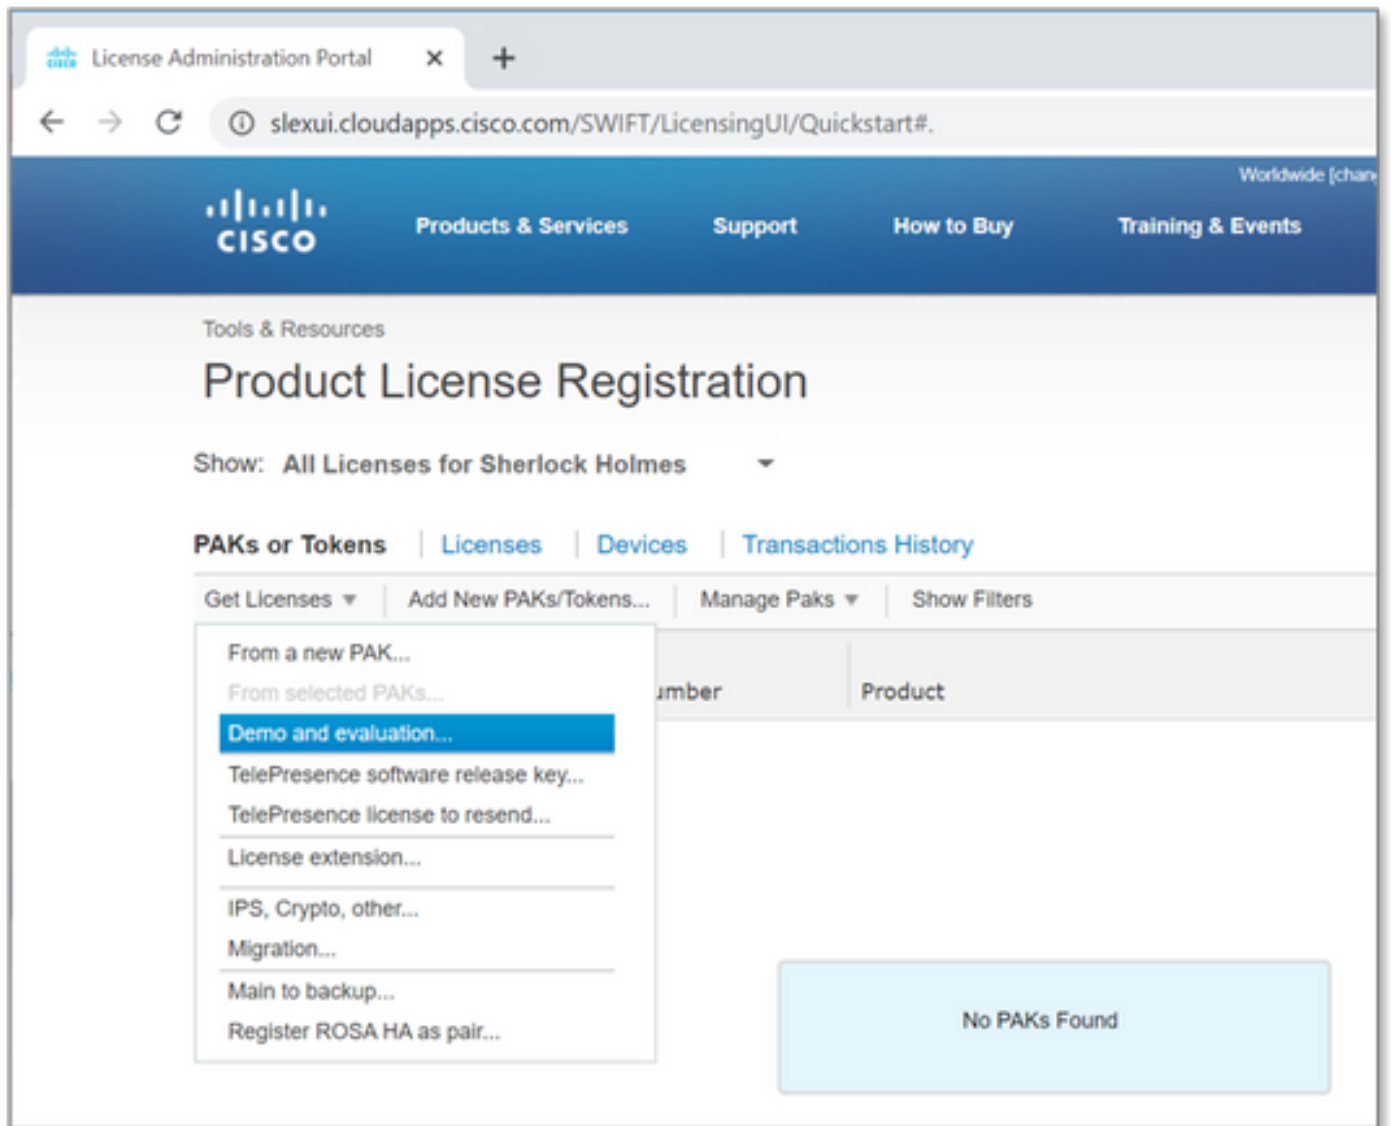 License Administration Portal
slexui.cloudapps.cisco.com/SWIFT/LicensingUI/Quickstart#.
Worldwide
CISCO
Products & Services Support How to Buy Training & Events
Tools & Resources
Product License Registration
Show: All Licenses for Sherlock Holmes
PAKs or Tokens Licenses Devices Transactions History
Get Licenses Add New PAKs/Tokens... Manage Paks Show Filters
From a new PAK...
From selected PAKs...
umber Product
Demo and evaluation...
TelePresence software release key...
TelePresence license to resend...
License extension...
IPS, Crypto, other...
Migration...
Main to backup...
Register ROSA HA as pair...
No PAKs Found